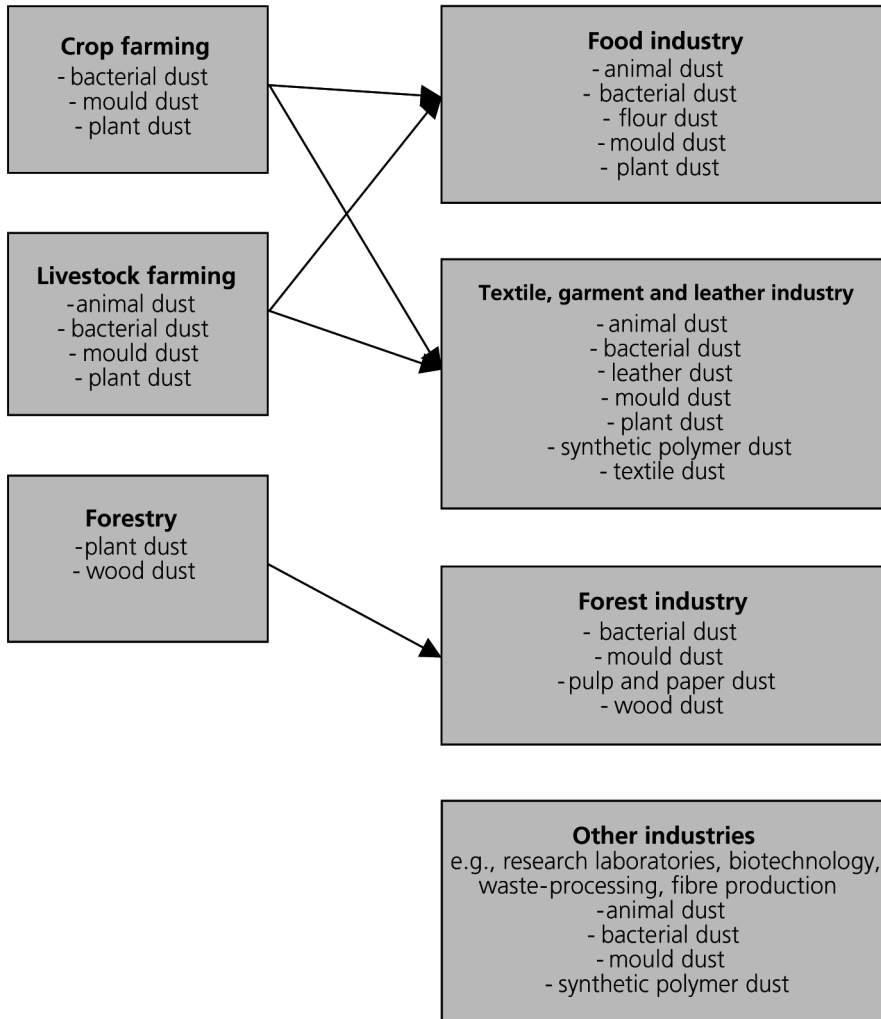 Crop farming
- bacterial dust
- mould dust
- plant dust
Livestock farming
-animal dust
- bacterial dust
- mould dust
- plant dust
Forestry
-plant dust
- wood dust
Food industry
-animal dust
- bacterial dust
- flour dust
- mould dust
- plant dust
Textile, garment and leather industry
- animal dust
- bacterial dust
- leather dust
- mould dust
- plant dust
- synthetic polymer dust
- textile dust
Forest industry
- bacterial dust
- mould dust
-pulp and paper dust
- wood dust
Other industries
e.g., research laboratories, biotechnology,
waste-processing, fibre production
-animal dust
- bacterial dust
- mould dust
- synthetic polymer dust